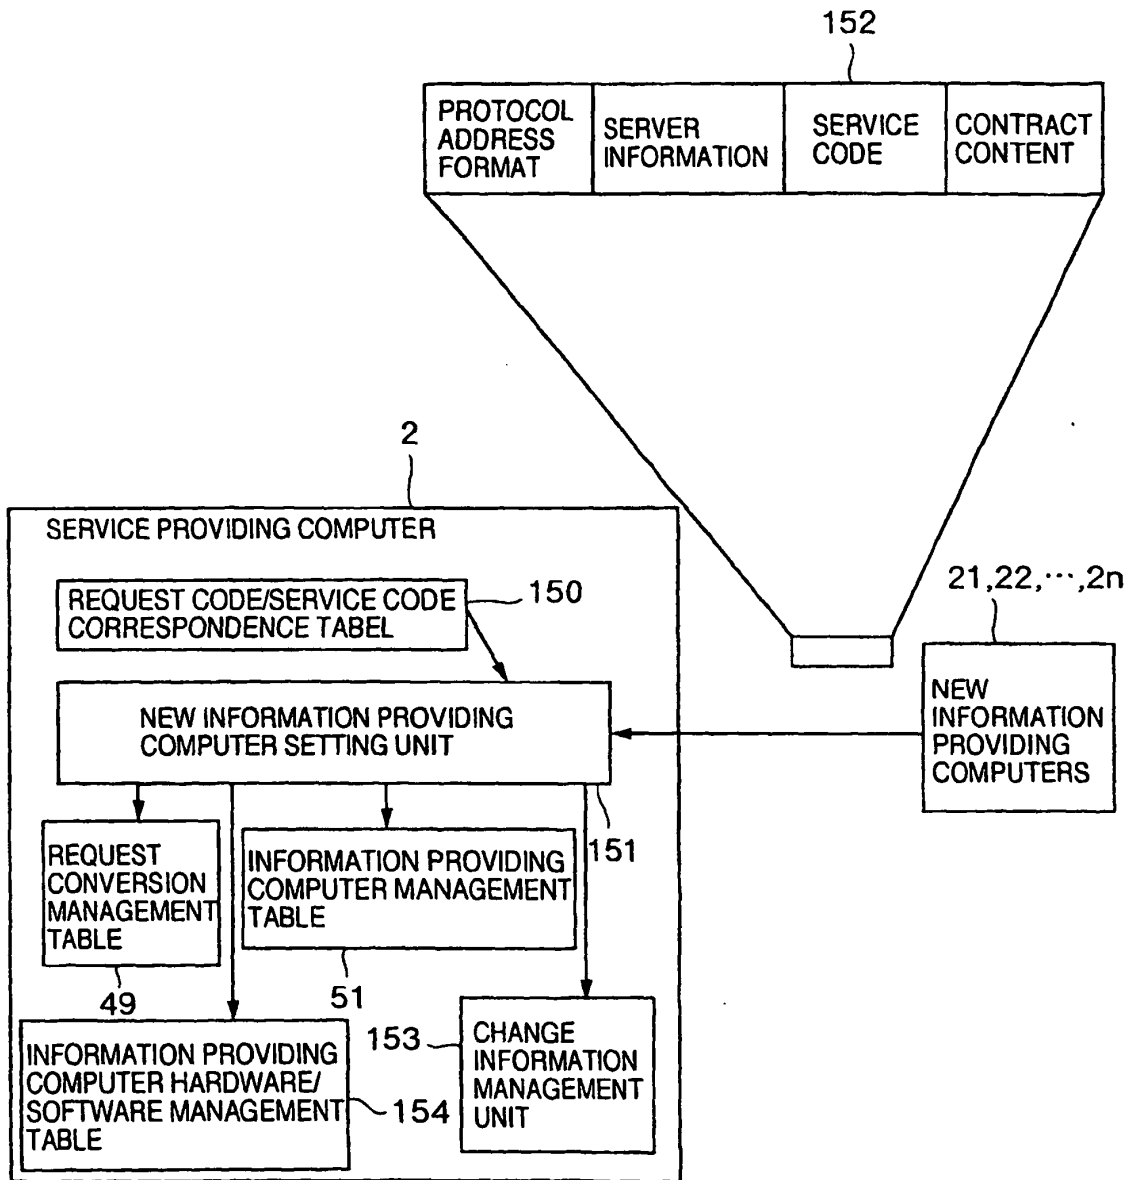 152
PROTOCOL
ADDRESS
FORMAT
SERVER
INFORMATION
SERVICE
CODE
CONTRACT
CONTENT
2
SERVICE PROVIDING COMPUTER
REQUEST CODE/SERVICE CODE
CORRESPONDENCE TABEL
150
21,22,···,2n
NEW
INFORMATION
PROVIDING
COMPUTERS
NEW INFORMATION PROVIDING
COMPUTER SETTING UNIT
151
REQUEST
CONVERSION
MANAGEMENT
TABLE
49
INFORMATION PROVIDING
COMPUTER MANAGEMENT
TABLE
51
INFORMATION PROVIDING
COMPUTER HARDWARE/
SOFTWARE MANAGEMENT
TABLE
154
153
CHANGE
INFORMATION
MANAGEMENT
UNIT